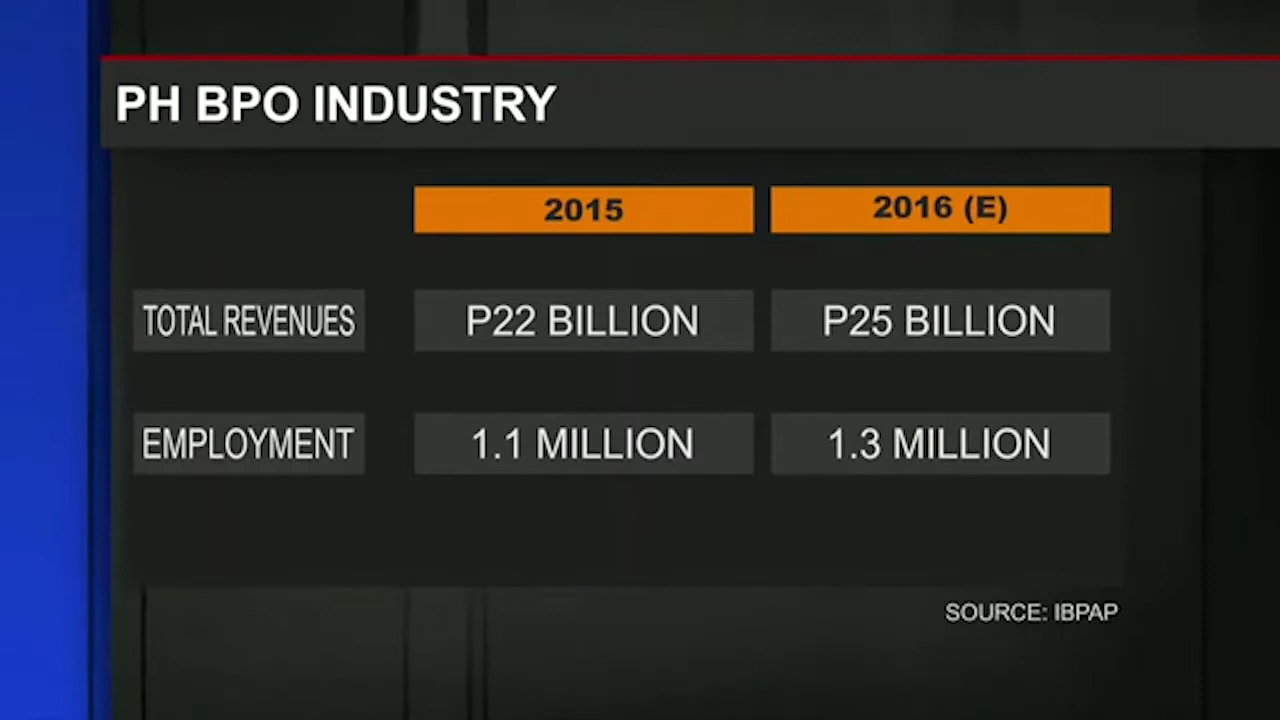 PH BPO INDUSTRY
2015 2016 (E)
TOTAL REVENUES P22 BILLION P25 BILLION
EMPLOYMENT 1.1 MILLION 1.3 MILLION
SOURCE: IBPAP